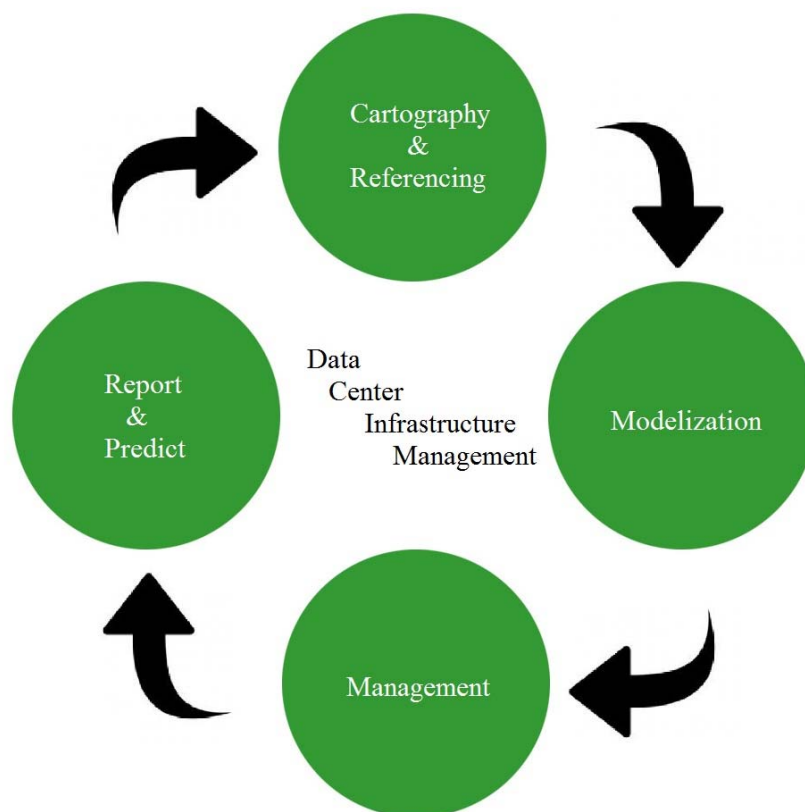 Cartography
&
Referencing
Data
Center
Infrastructure
Management
Report
&
Predict
Modelization
Management